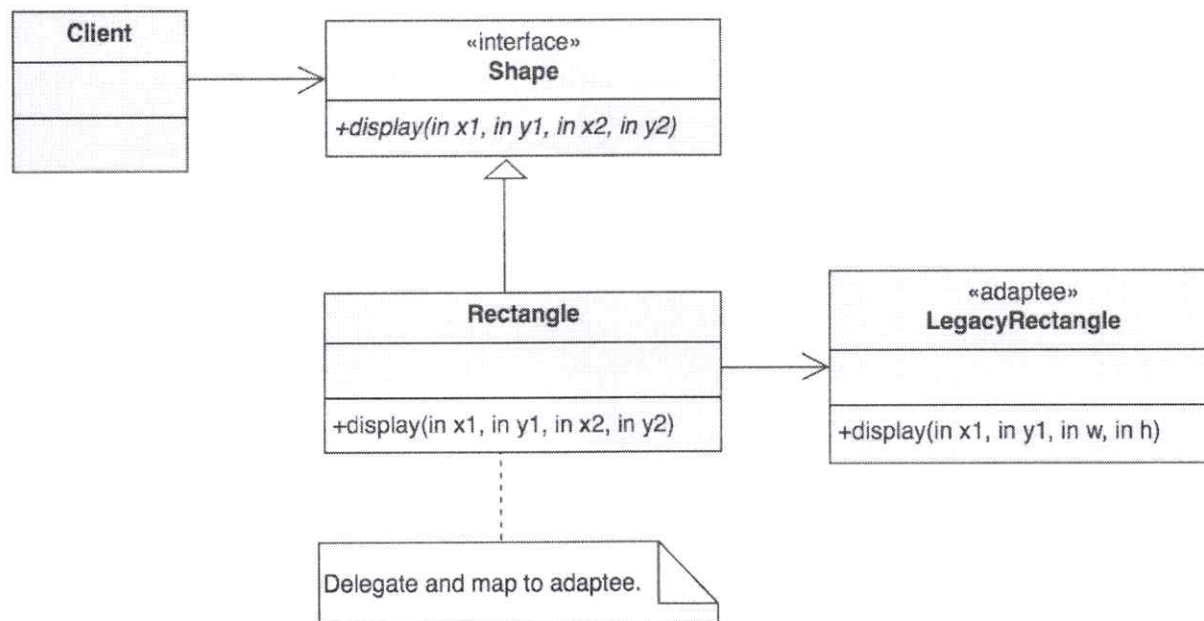 Client
«interface»
Shape
+display(in x1, in y1, in x2, in y2)
Rectangle
+display(in x1, in y1, in x2, in y2)
«adaptee»
LegacyRectangle
+display(in x1, in y1, in w, in h)
Delegate and map to adaptee.